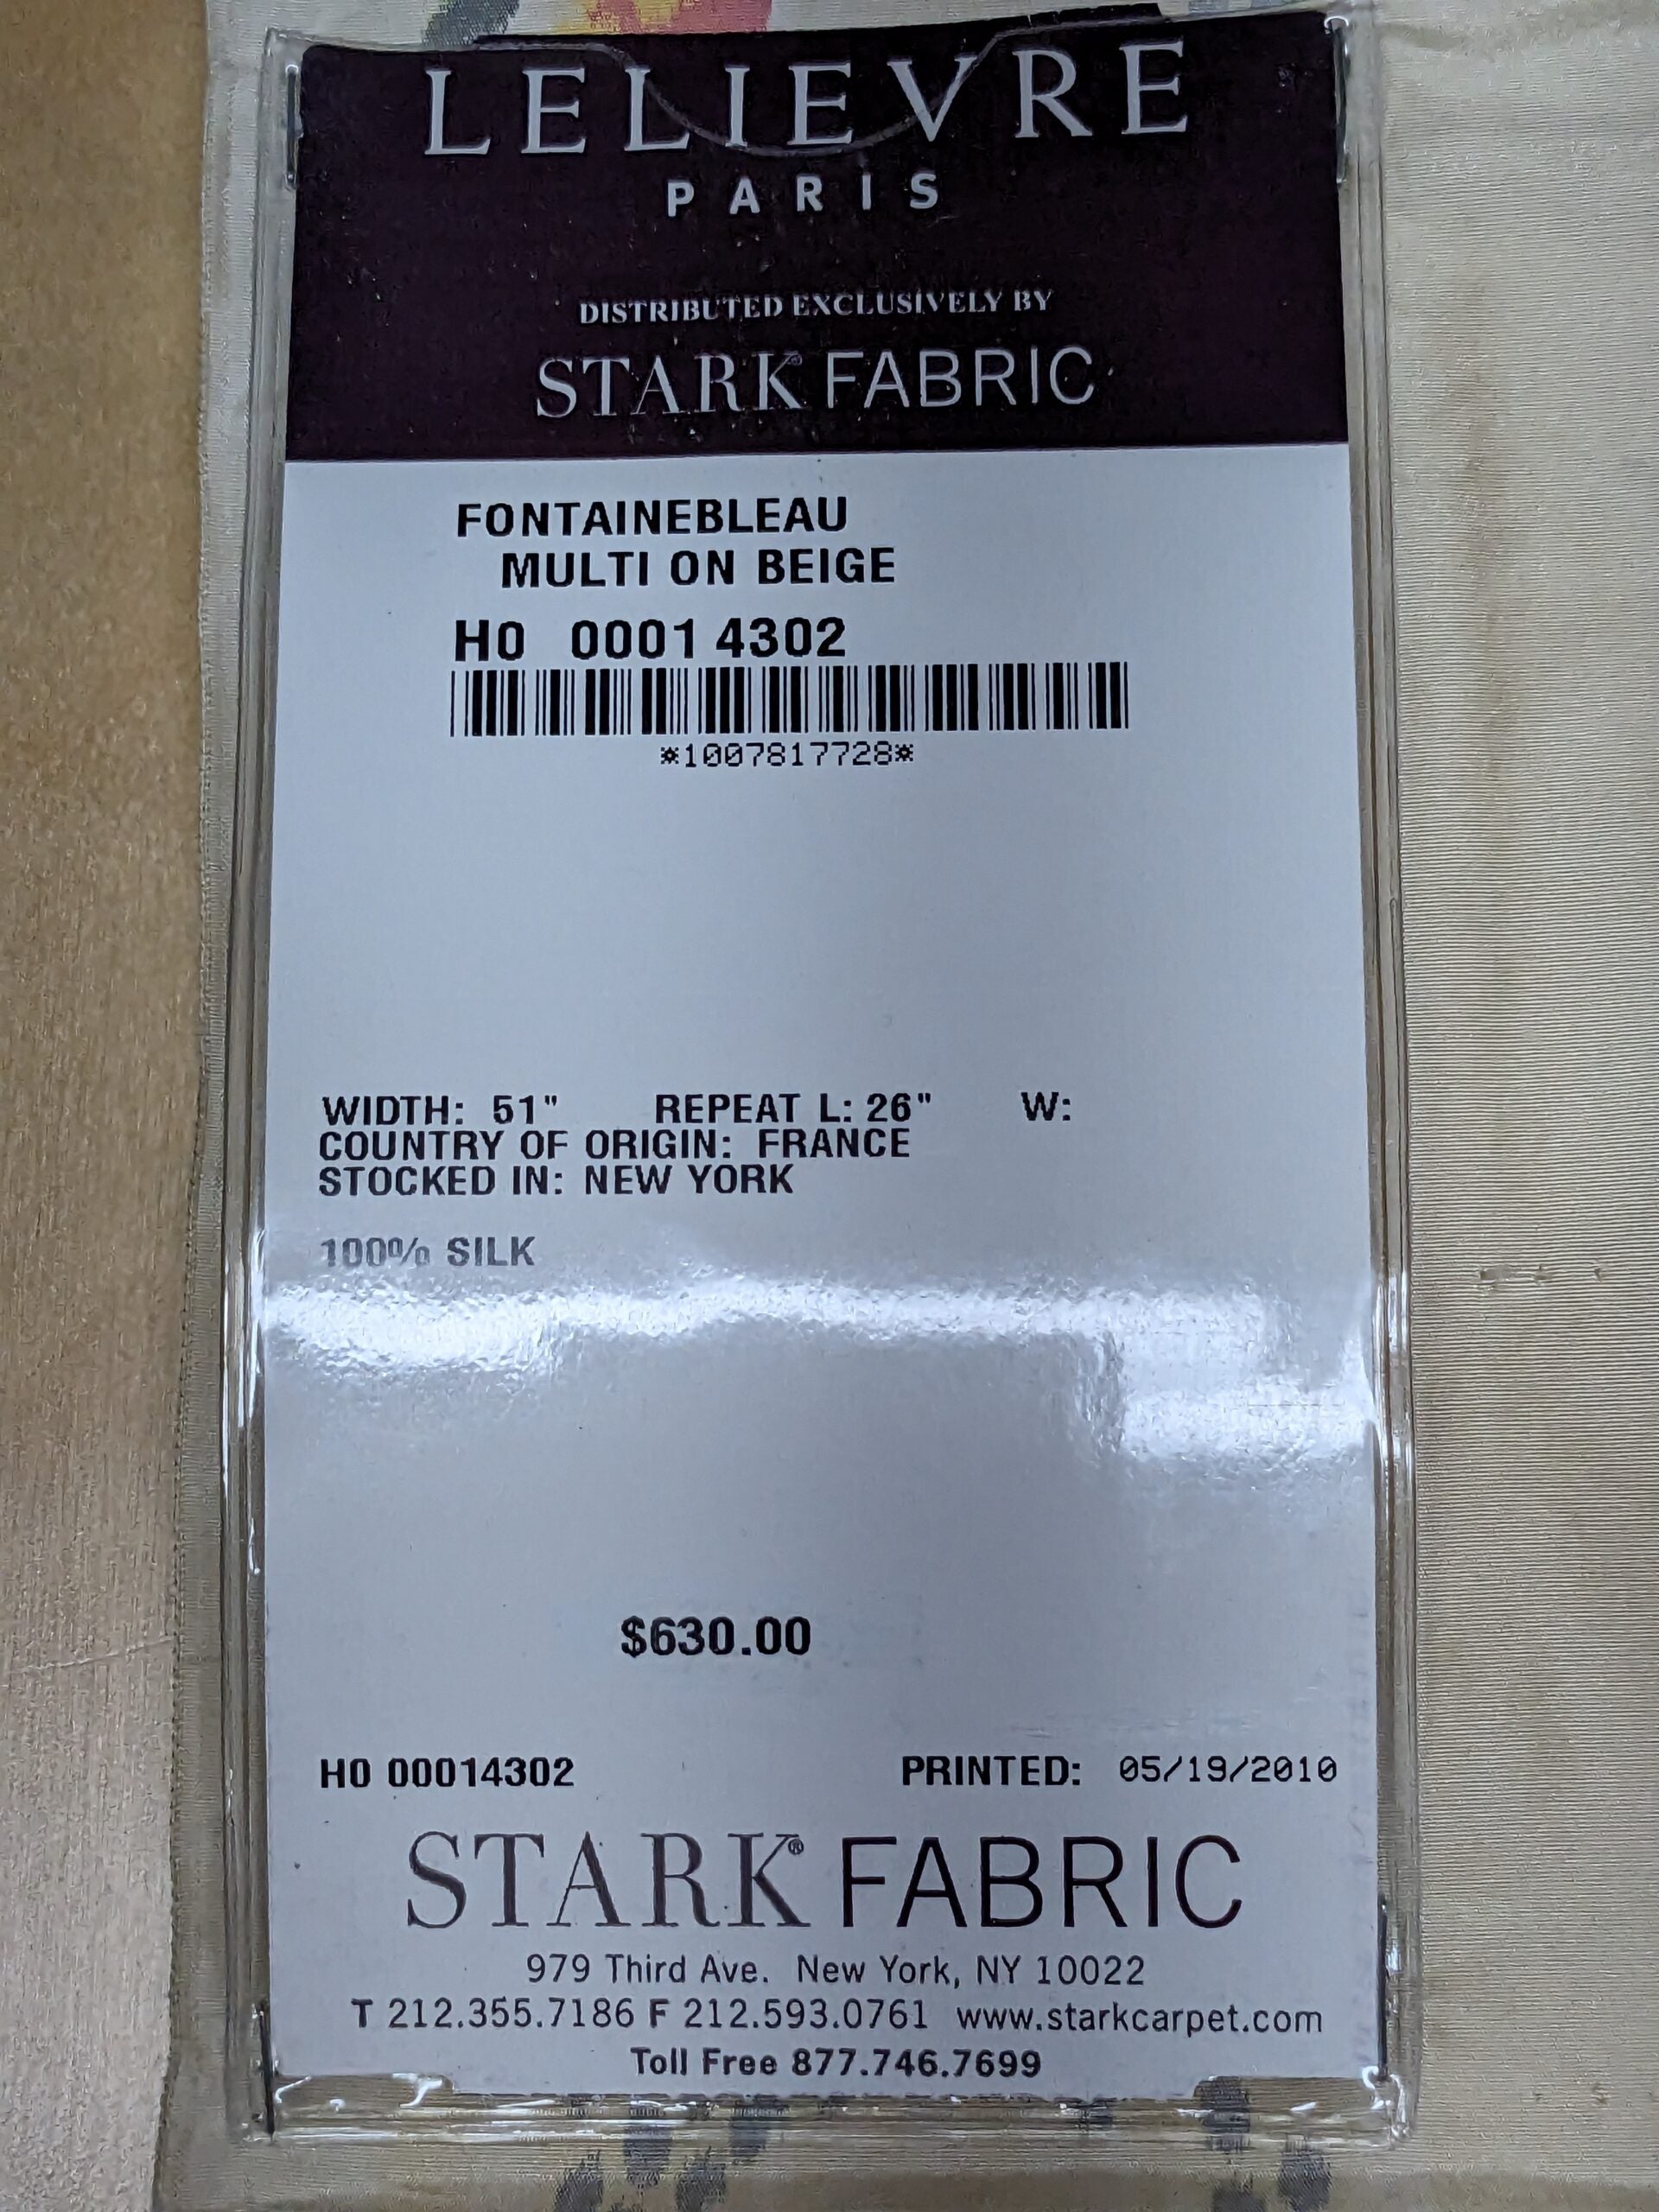 LELIEVRE
PARIS
DISTRIBUTED EXCLUSIVELY BY
STARK® FABRIC
FONTAINEBLEAU
MULTI ON BEIGE
H0 00014302
*1007817728*
WIDTH: 51" REPEAT L: 26" W:
COUNTRY OF ORIGIN: FRANCE
STOCKED IN: NEW YORK
100% SILK
$630.00
H0 00014302 PRINTED: 05/19/2010
STARK® FABRIC
979 Third Ave. New York, NY 10022
T 212.355.7186 F 212.593.0761 www.starkcarpet.com
Toll Free 877.746.7699